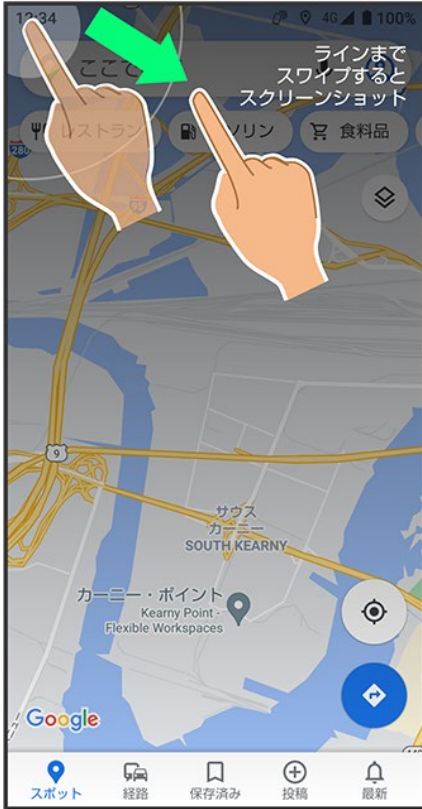 12:34
4G 100%
ラインまで
スワイプすると
スクリーンショット
ここで
レストラン
ソリン
食料品
280
9
サウス
カーニー
SOUTH KEARNY
カーニー・ポイント
Kearny Point -
Flexible Workspaces
Google
スポット
経路
保存済み
投稿
最新